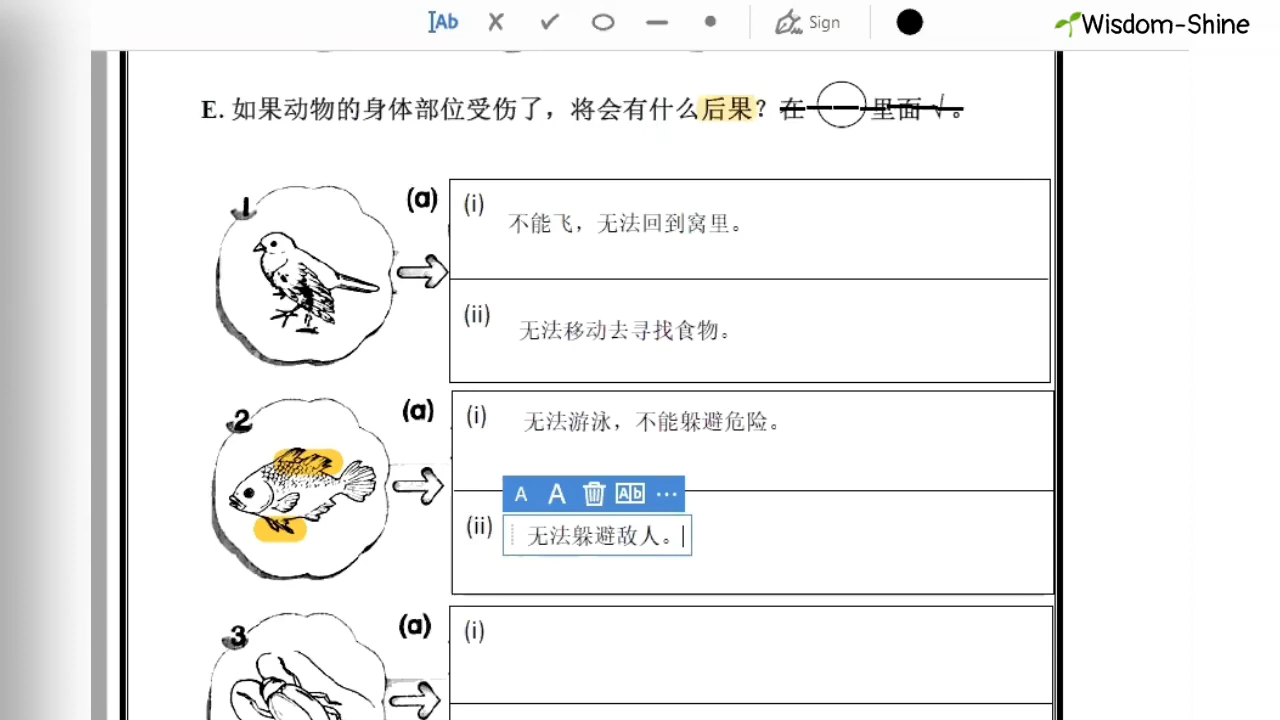 Ab
Sign
Wisdom-Shine
E. 如果动物的身体部位受伤了，将会有什么后果？在 里面 √ 。
1
(a)
(i)
不能飞，无法回到窝里。
(ii)
无法移动去寻找食物。
2
(a)
(i)
无法游泳，不能躲避危险。
A A Ab ...
(ii)
无法躲避敌人。
3
(a)
(i)